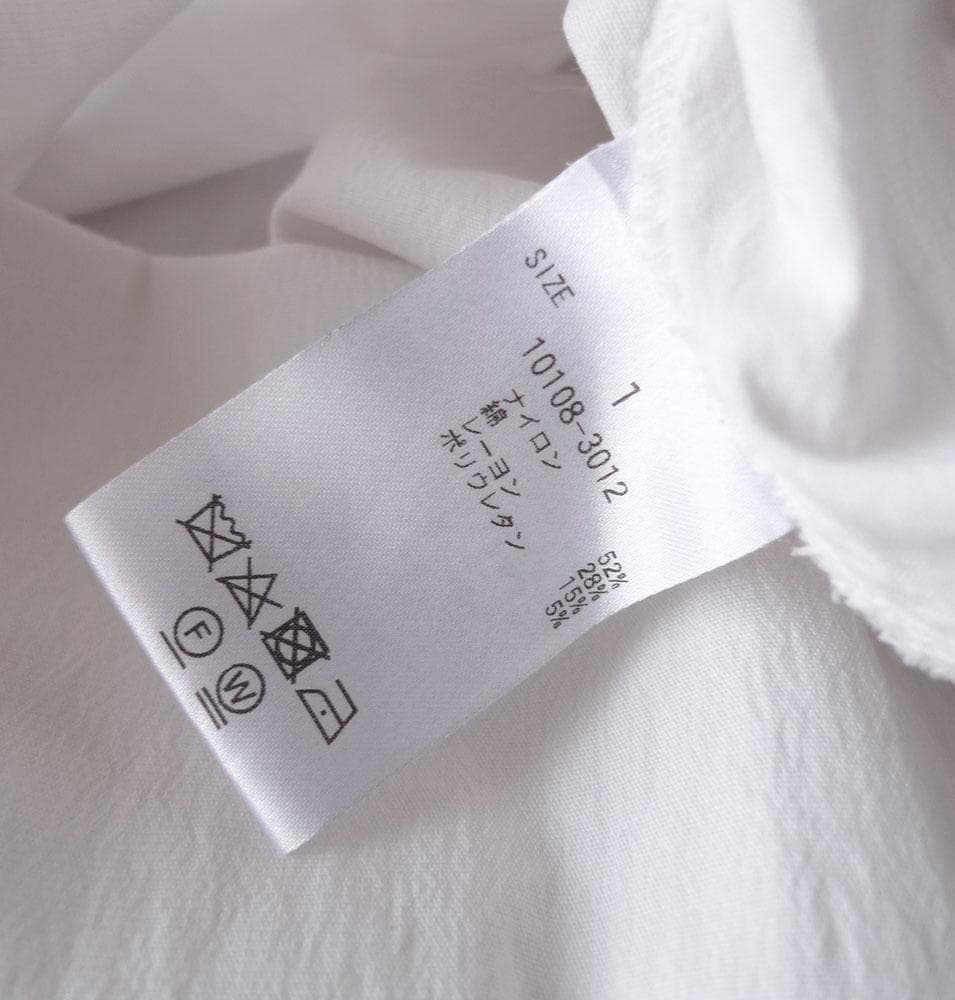 SIZE 1
10108-3012
ナイロン 52%
綿 28%
レーヨン 15%
ポリウレタン 5%
F
W